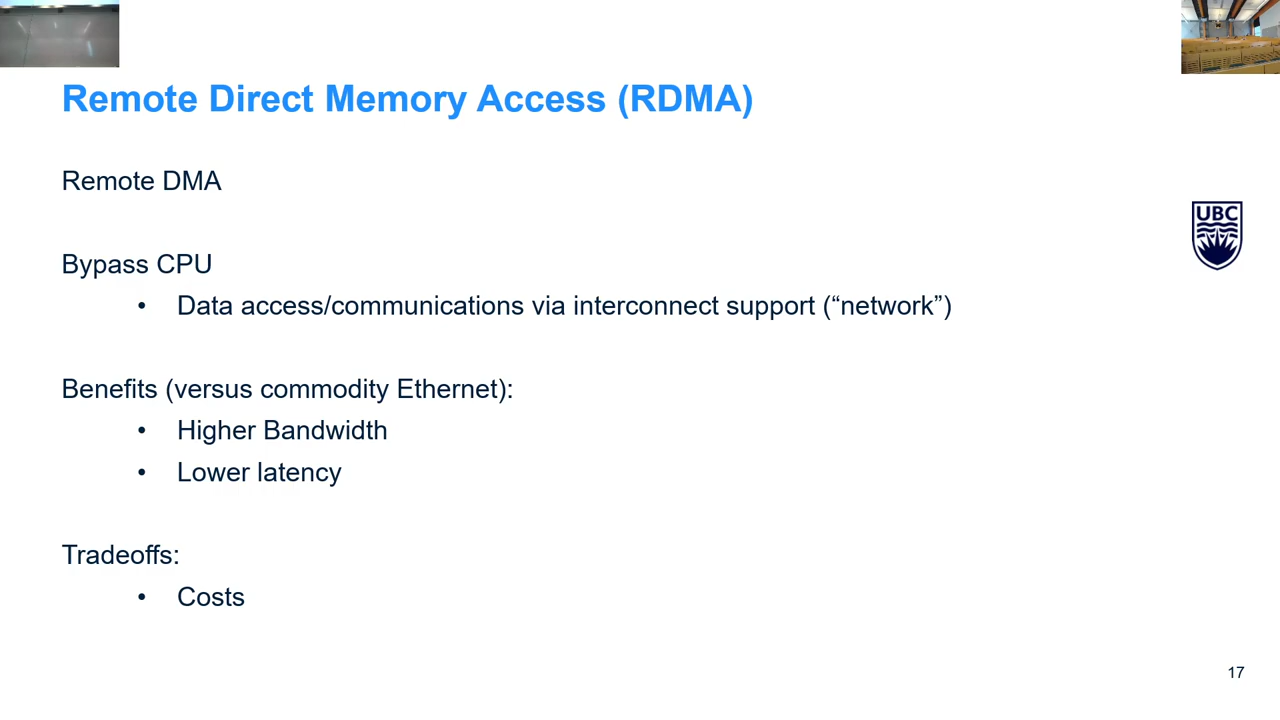 Remote Direct Memory Access (RDMA)
Remote DMA
UBC
Bypass CPU
• Data access/communications via interconnect support (“network”)
Benefits (versus commodity Ethernet):
• Higher Bandwidth
• Lower latency
Tradeoffs:
• Costs
17